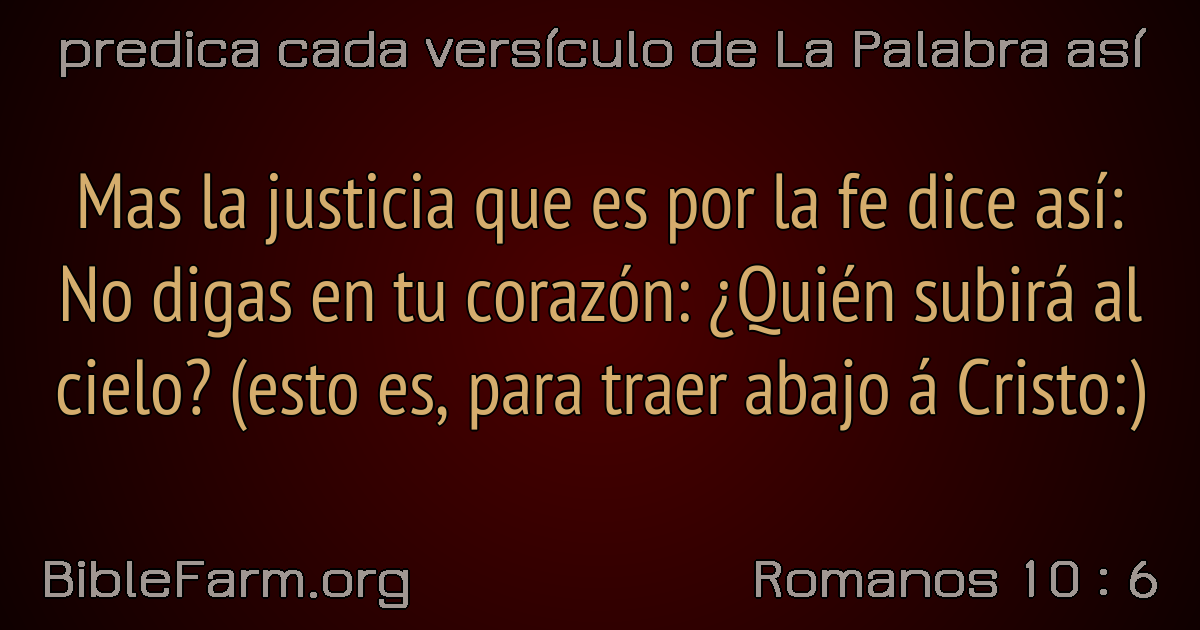 predica cada versículo de La Palabra así
Mas la justicia que es por la fe dice así:
No digas en tu corazón: ¿Quién subirá al
cielo? (esto es, para traer abajo á Cristo:)
BibleFarm.org
Romanos 10 : 6